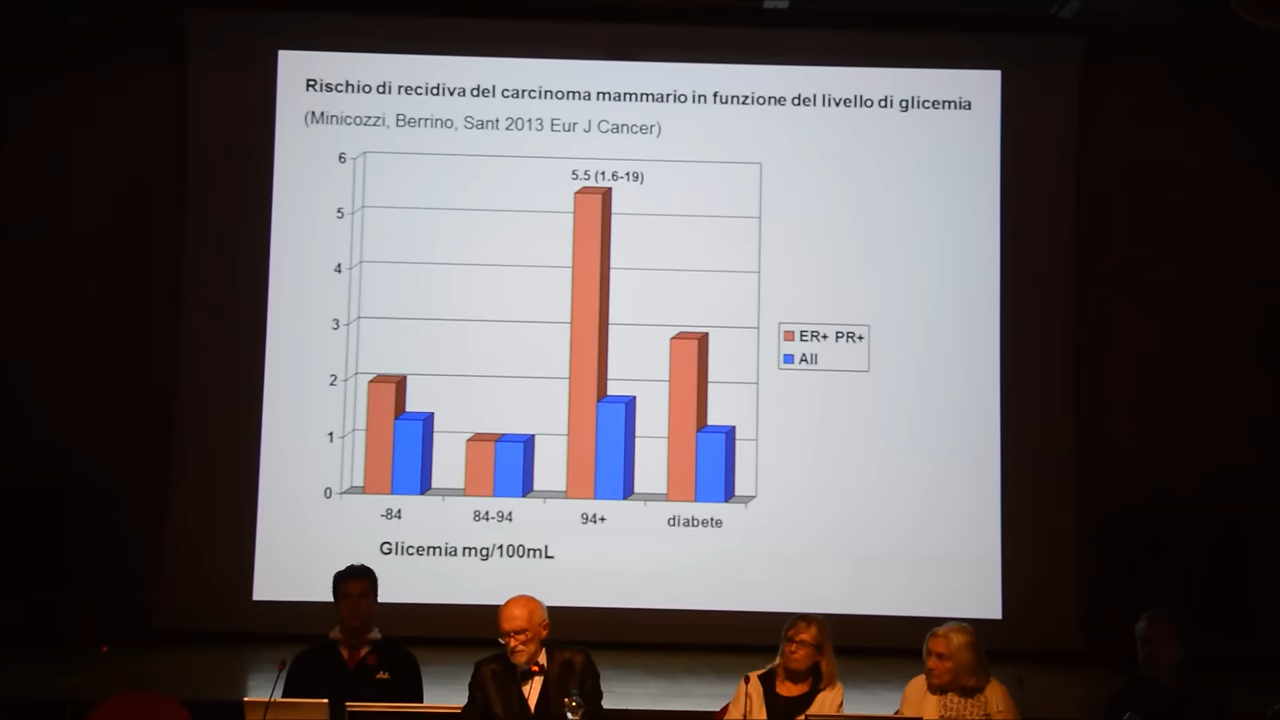 Rischio di recidiva del carcinoma mammario in funzione del livello di glicemia
(Minicozzi, Berrino, Sant 2013 Eur J Cancer)
6
5.5 (1.6-19)
5
4
3
ER+ PR+
All
2
1
0
-84
84-94
94+
diabete
Glicemia mg/100mL